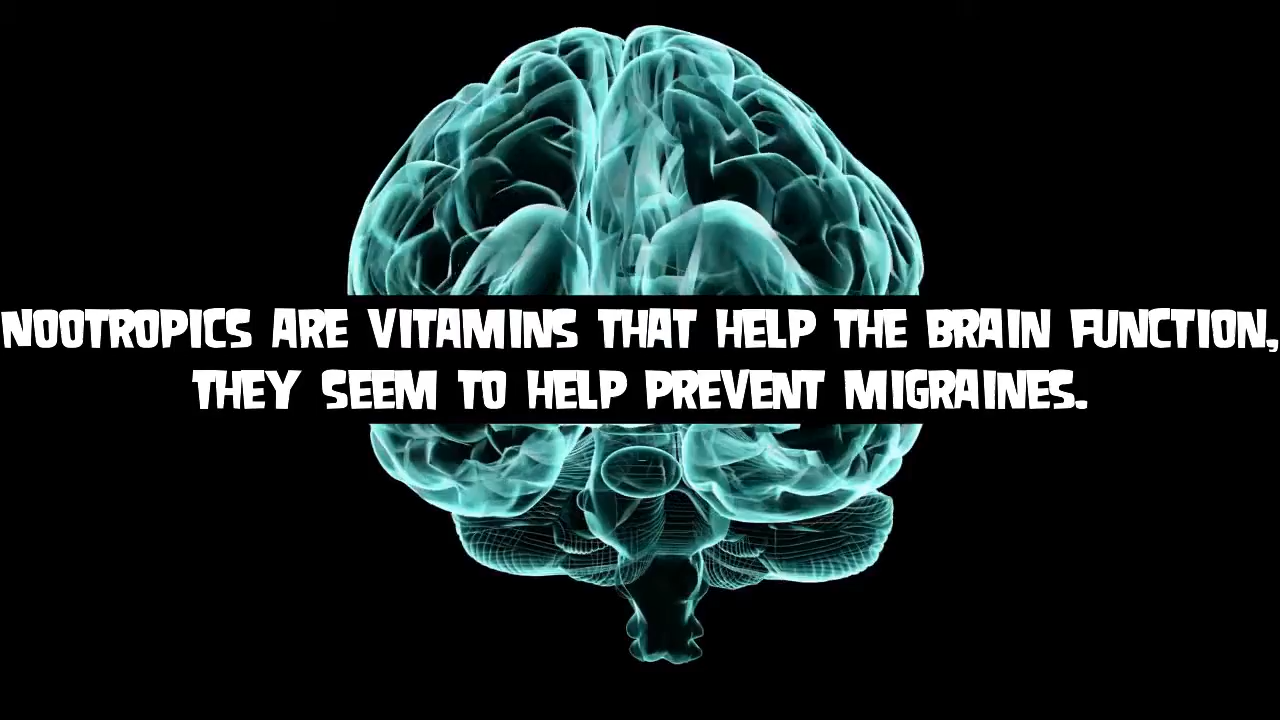 NOOTROPICS ARE VITAMINS THAT HELP THE BRAIN FUNCTION,
THEY SEEM TO HELP PREVENT MIGRAINES.